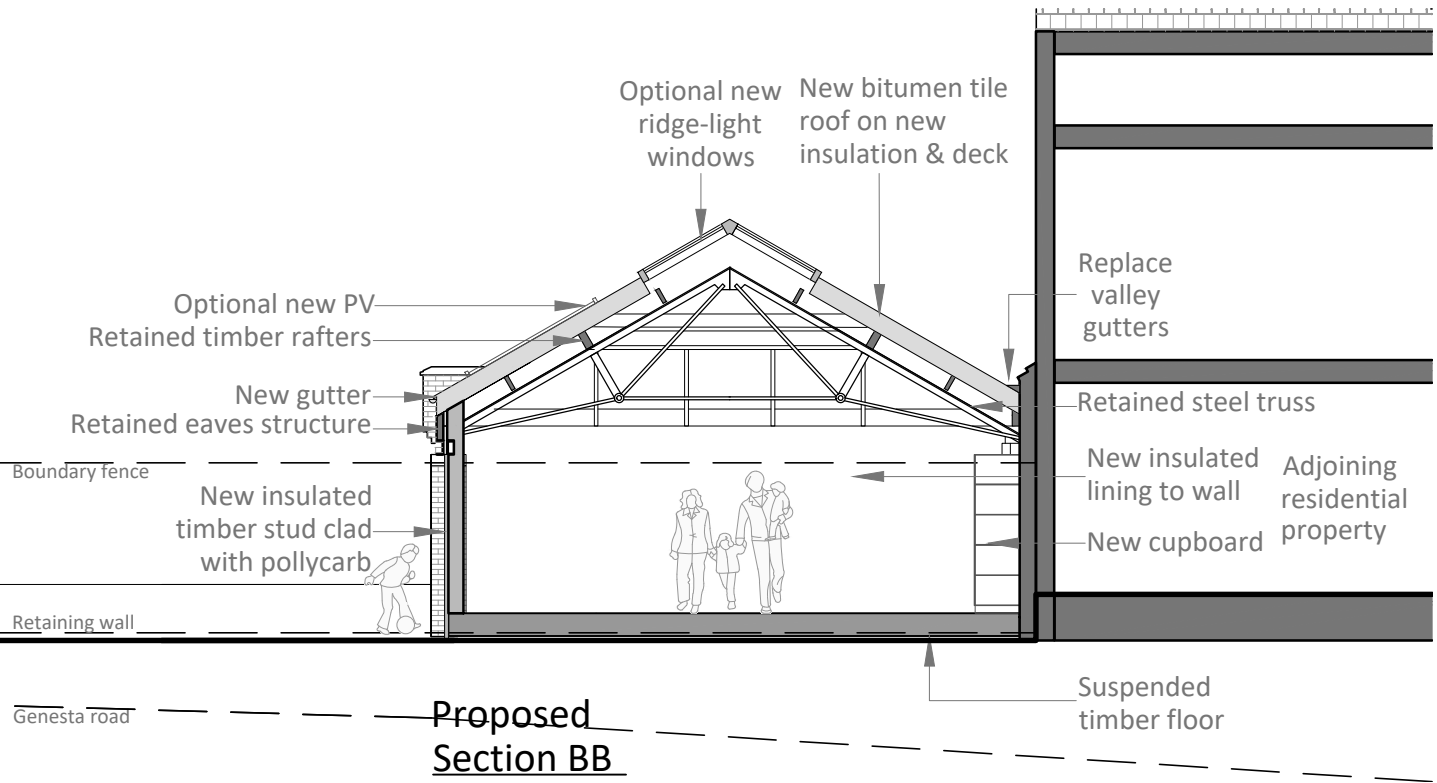 Optional new
ridge-light
windows
New bitumen tile
roof on new
insulation & deck
Replace
valley
gutters
Optional new PV
Retained timber rafters
New gutter
Retained eaves structure
Retained steel truss
Boundary fence
New insulated
timber stud clad
with pollycarb
New insulated
lining to wall
Adjoining
residential
property
New cupboard
Retaining wall
Suspended
timber floor
Genesta road
Proposed
Section BB